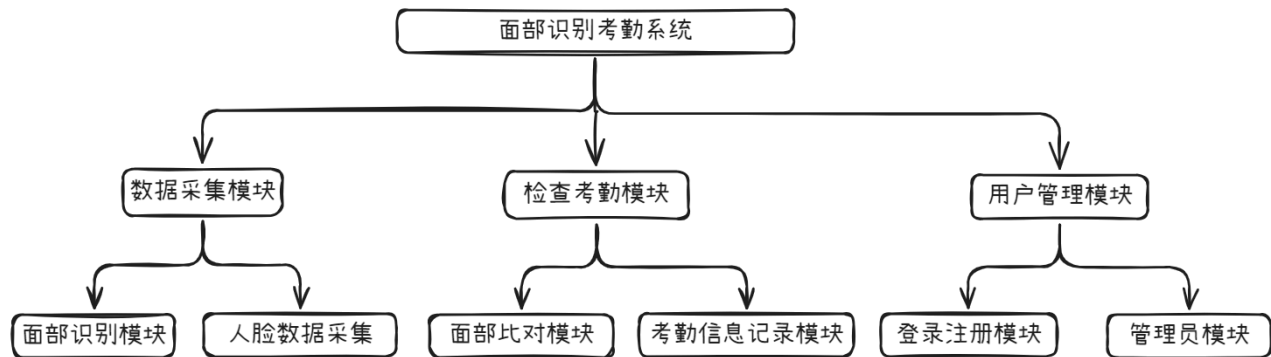 面部识别考勤系统
数据采集模块
检查考勤模块
用户管理模块
面部识别模块
人脸数据采集
面部比对模块
考勤信息记录模块
登录注册模块
管理员模块